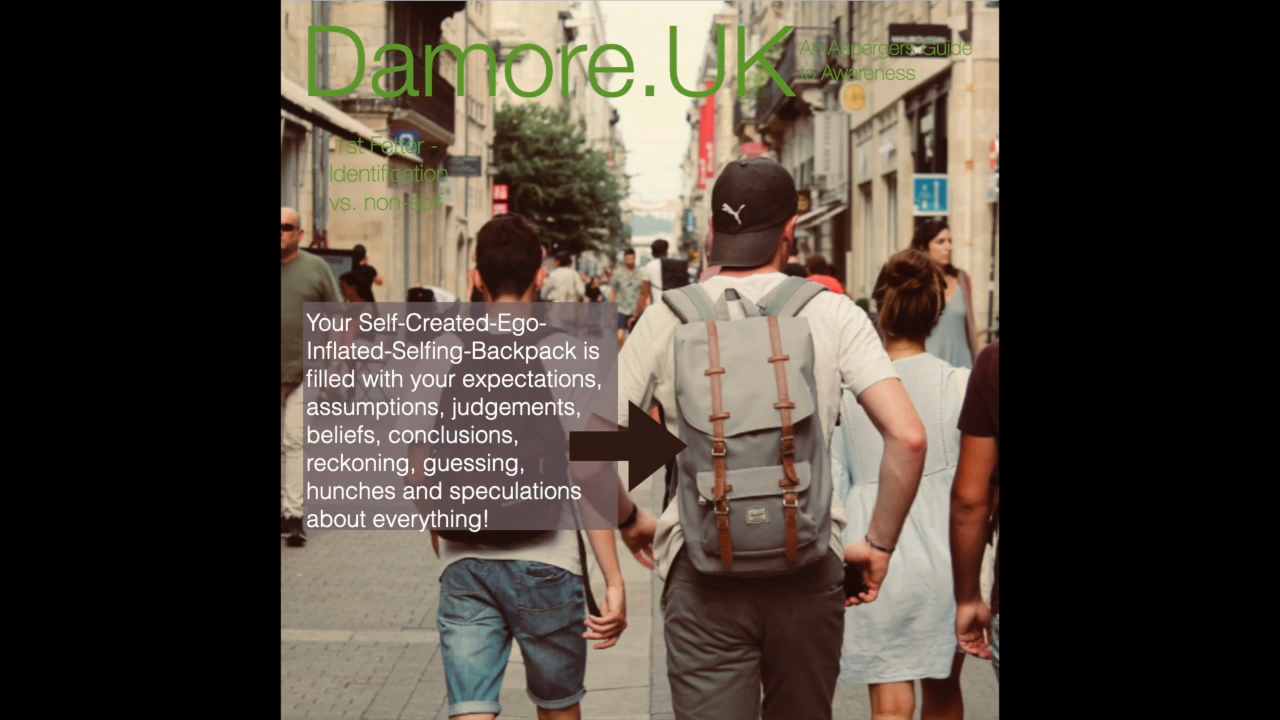 Damore.UK
An Aspergers Guide
to Awareness
1st Fetter -
Identification
vs. non-self
Your Self-Created-Ego-
Inflated-Selfing-Backpack is
filled with your expectations,
assumptions, judgements,
beliefs, conclusions,
reckoning, guessing,
hunches and speculations
about everything!